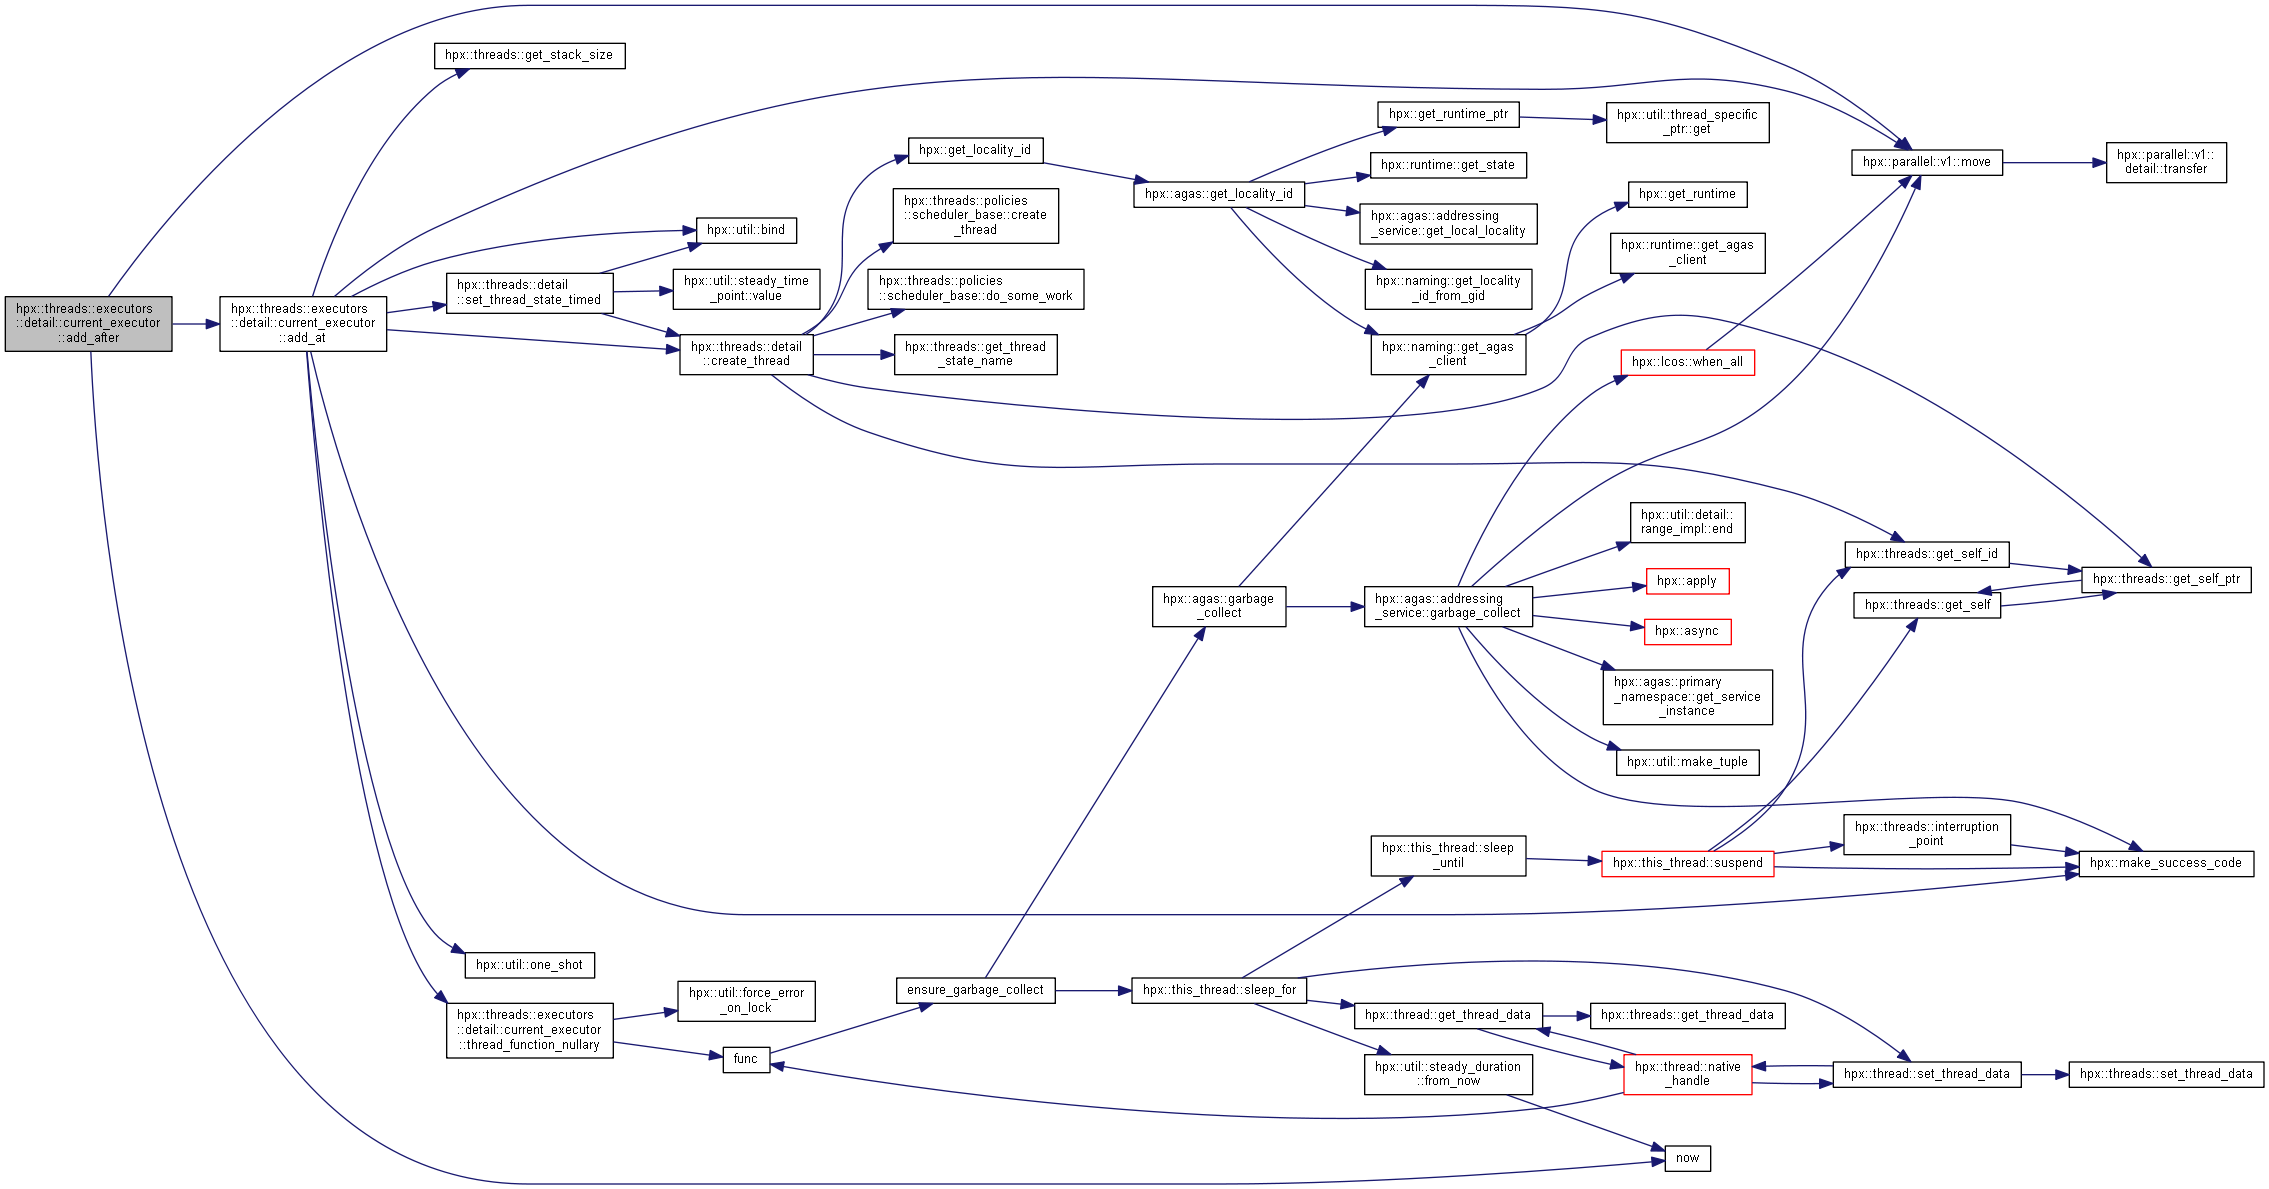 hpx::threads::executors
::detail::current_executor
::add_after
hpx::threads::executors
::detail::current_executor
::add_at
hpx::threads::get_stack_size
hpx::util::bind
hpx::threads::detail
::set_thread_state_timed
hpx::util::steady_time
_point::value
hpx::threads::detail
::create_thread
hpx::get_locality_id
hpx::threads::policies
::scheduler_base::create
_thread
hpx::threads::policies
::scheduler_base::do_some_work
hpx::threads::get_thread
_state_name
hpx::agas::get_locality_id
hpx::get_runtime_ptr
hpx::util::thread_specific
_ptr::get
hpx::runtime::get_state
hpx::agas::addressing
_service::get_local_locality
hpx::naming::get_locality
_id_from_gid
hpx::naming::get_agas
_client
hpx::get_runtime
hpx::runtime::get_agas
_client
hpx::parallel::v1::move
hpx::parallel::v1::
detail::transfer
hpx::lcos::when_all
hpx::util::detail::
range_impl::end
hpx::apply
hpx::async
hpx::agas::primary
_namespace::get_service
_instance
hpx::util::make_tuple
hpx::agas::garbage
_collect
hpx::agas::addressing
_service::garbage_collect
hpx::threads::get_self_id
hpx::threads::get_self_ptr
hpx::threads::get_self
hpx::this_thread::sleep
_until
hpx::this_thread::suspend
hpx::threads::interruption
_point
hpx::make_success_code
hpx::util::one_shot
hpx::threads::executors
::detail::current_executor
::thread_function_nullary
hpx::util::force_error
_on_lock
func
ensure_garbage_collect
hpx::this_thread::sleep_for
hpx::thread::get_thread_data
hpx::threads::get_thread_data
hpx::util::steady_duration
::from_now
hpx::thread::native
_handle
hpx::thread::set_thread_data
hpx::threads::set_thread_data
now